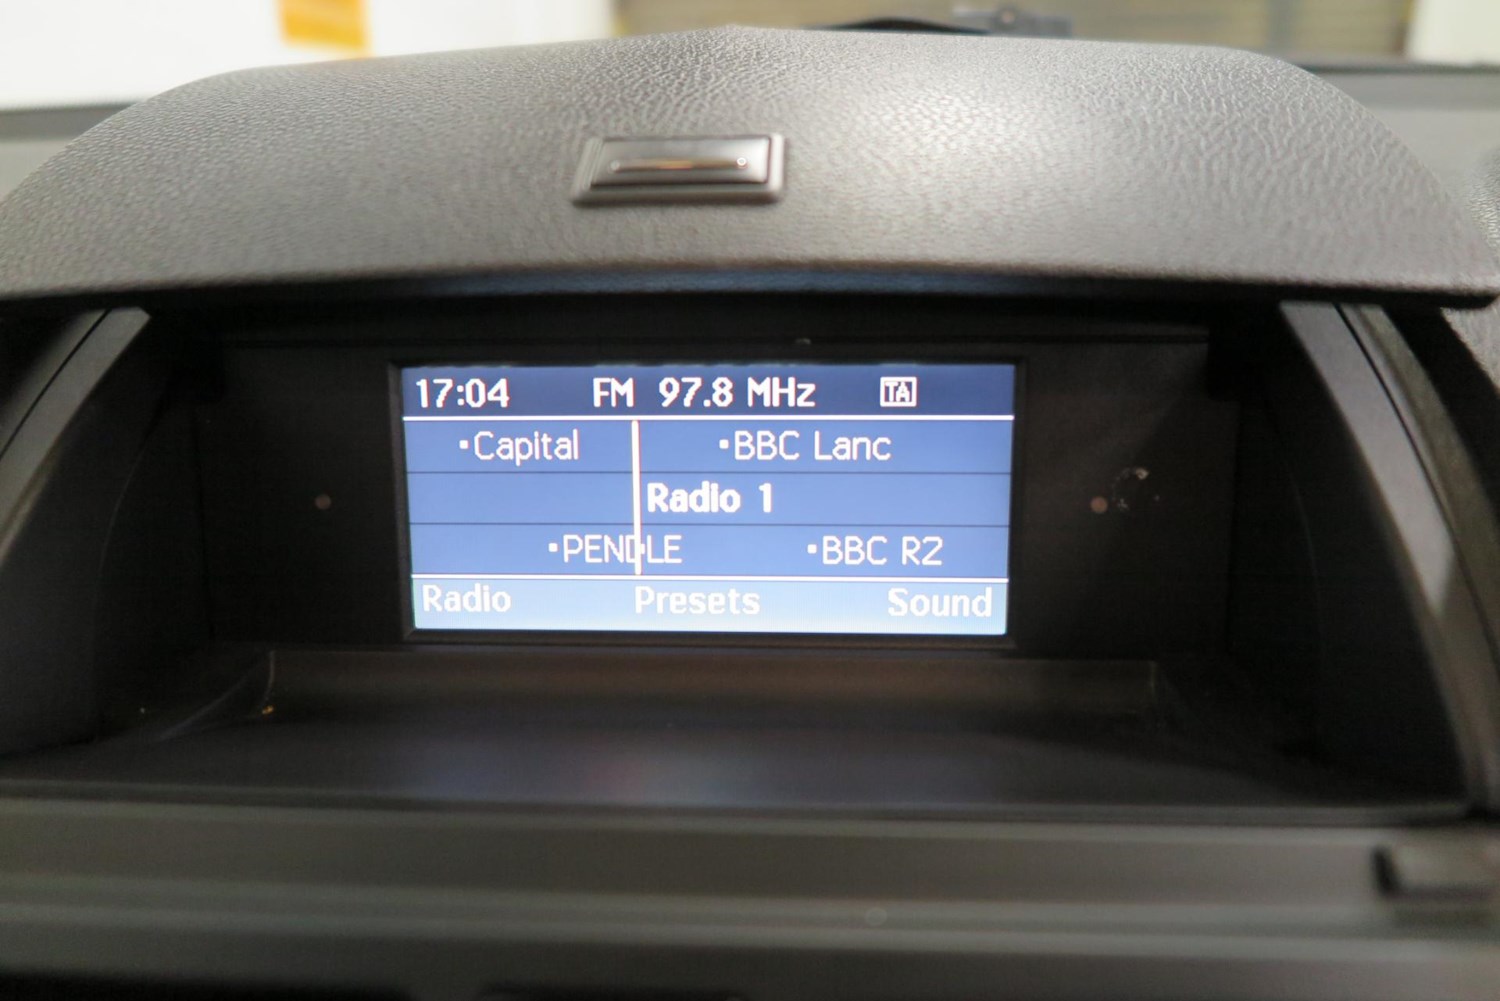 17:04 FM 97.8 MHz TA
Capital BBC Lanc
Radio 1
PENDLE BBC R2
Radio Presets Sound